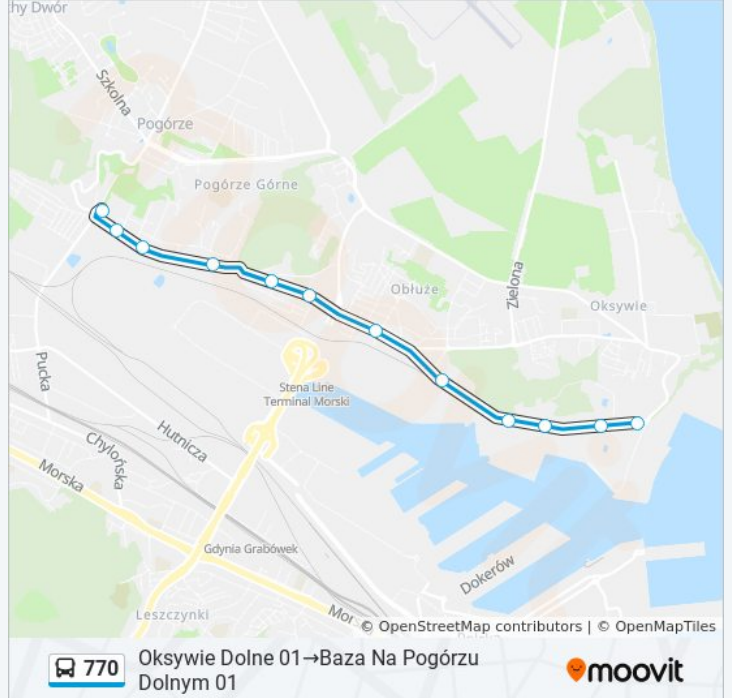 hy Dwór
Szkolna
Pogórze
Pogórze Górne
Obłuże
Zielona
Oksywie
Pucka
Stena Line
Terminal Morski
Hutnicza
Chylońska
Morska
Gdynia Grabówek
Dokerów
Leszczynki
Mor
© OpenStreetMap contributors | © OpenMapTiles
770
Oksywie Dolne 01→Baza Na Pogórzu
Dolnym 01
moovit